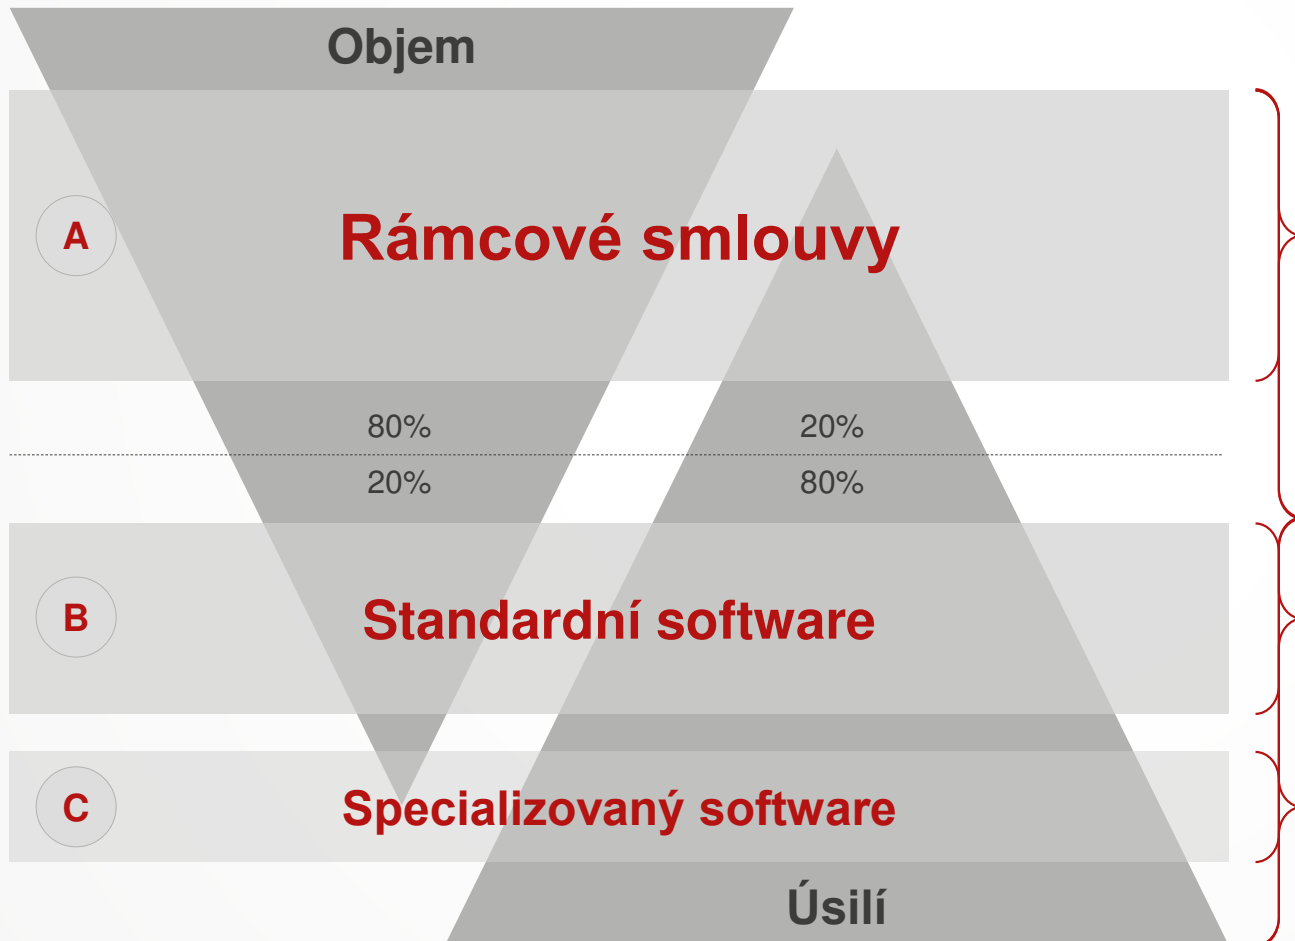 Objem
A
Rámcové smlouvy
80%
20%
20%
80%
B
Standardní software
C
Specializovaný software
Úsilí